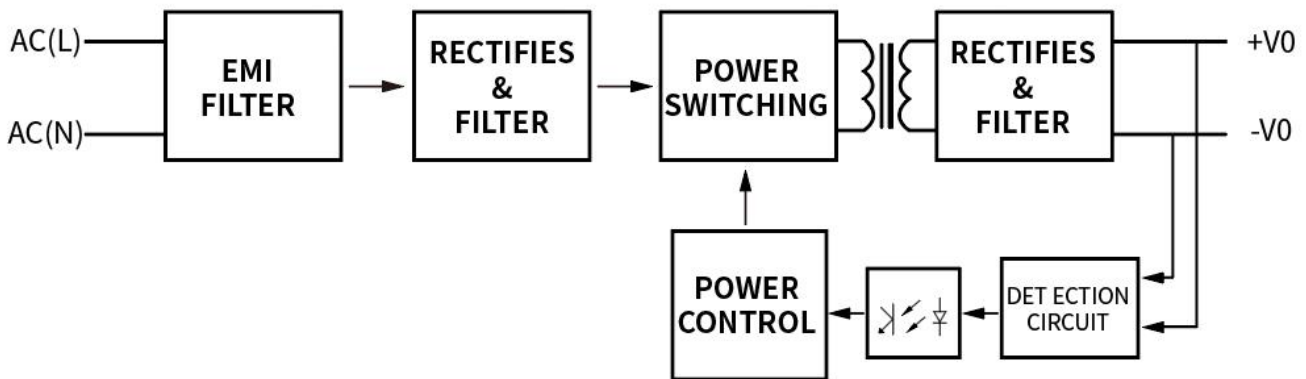 AC(L)
AC(N)
EMI
FILTER
RECTIFIES
&
FILTER
POWER
SWITCHING
RECTIFIES
&
FILTER
+V0
-V0
POWER
CONTROL
DET ECTION
CIRCUIT